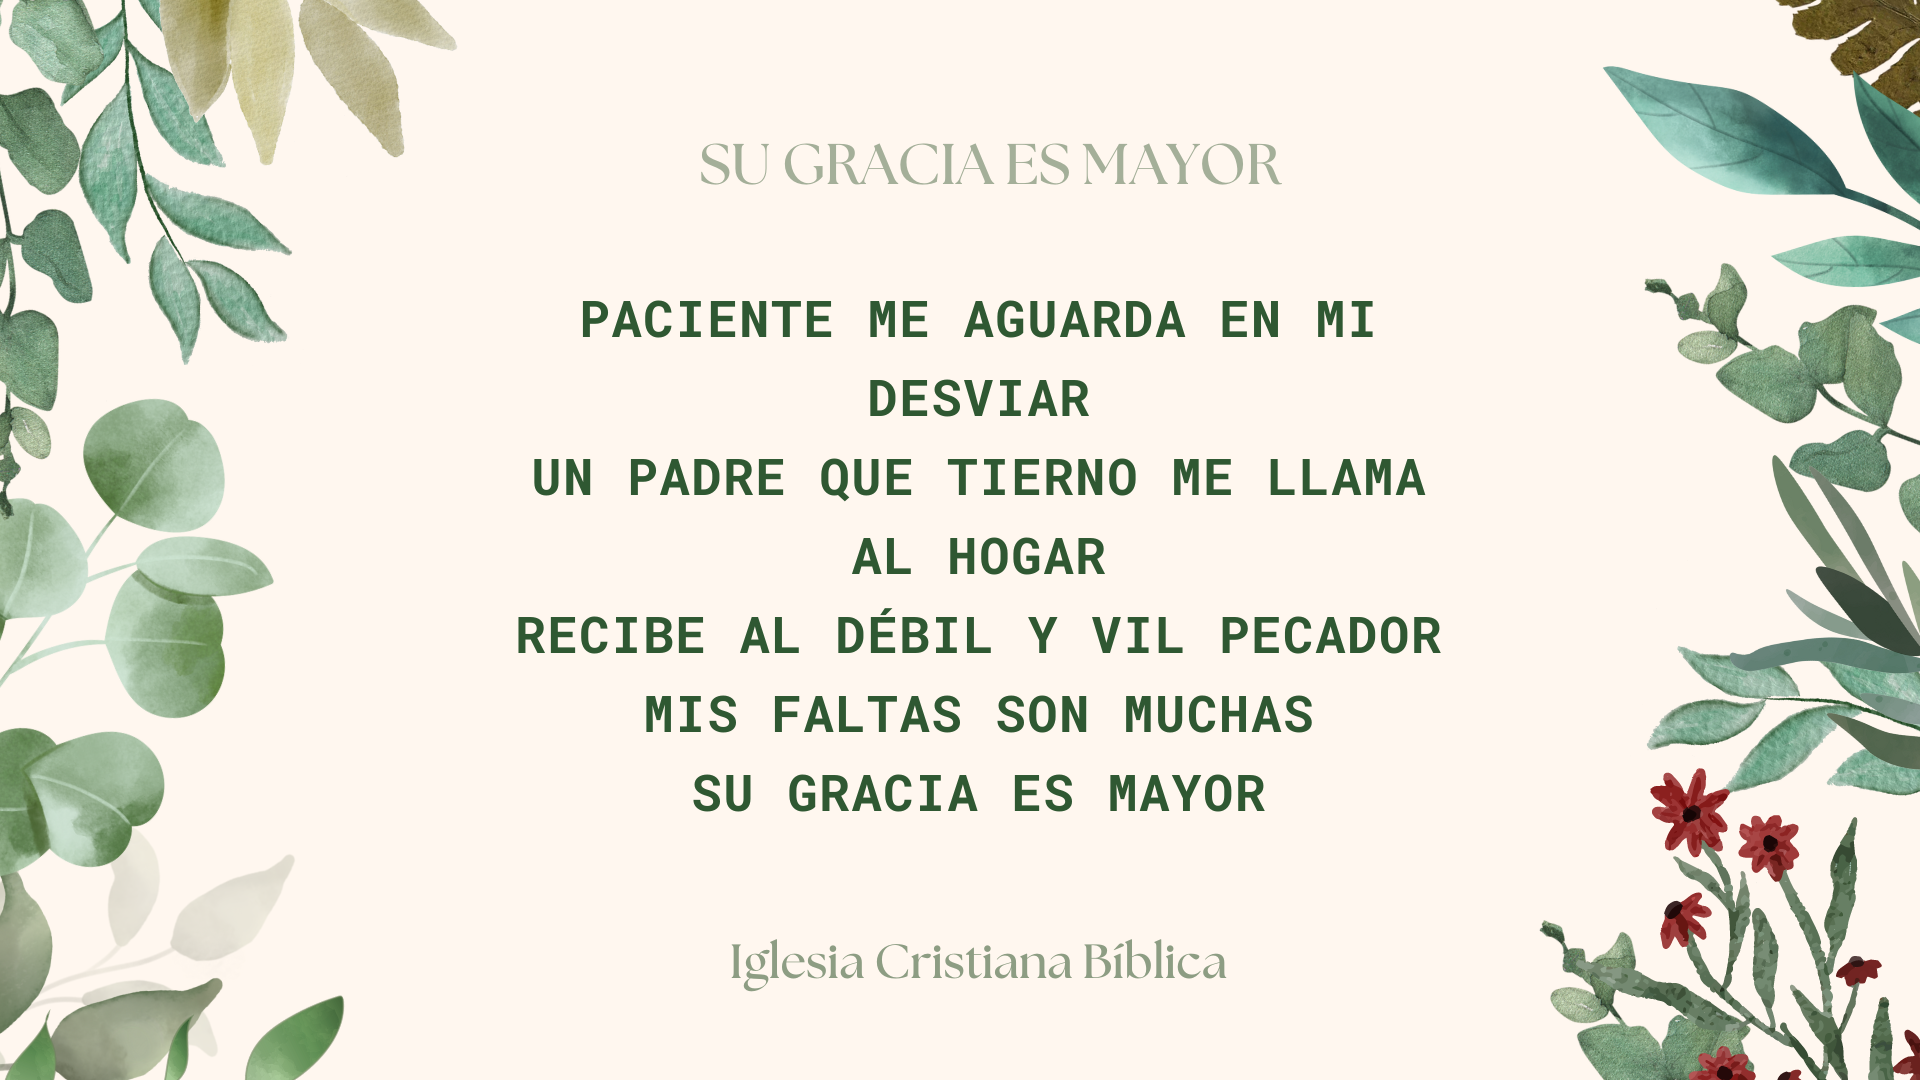 SU GRACIA ES MAYOR
PACIENTE ME AGUARDA EN MI
DESVIAR
UN PADRE QUE TIERNO ME LLAMA
AL HOGAR
RECIBE AL DÉBIL Y VIL PECADOR
MIS FALTAS SON MUCHAS
SU GRACIA ES MAYOR
Iglesia Cristiana Bíblica